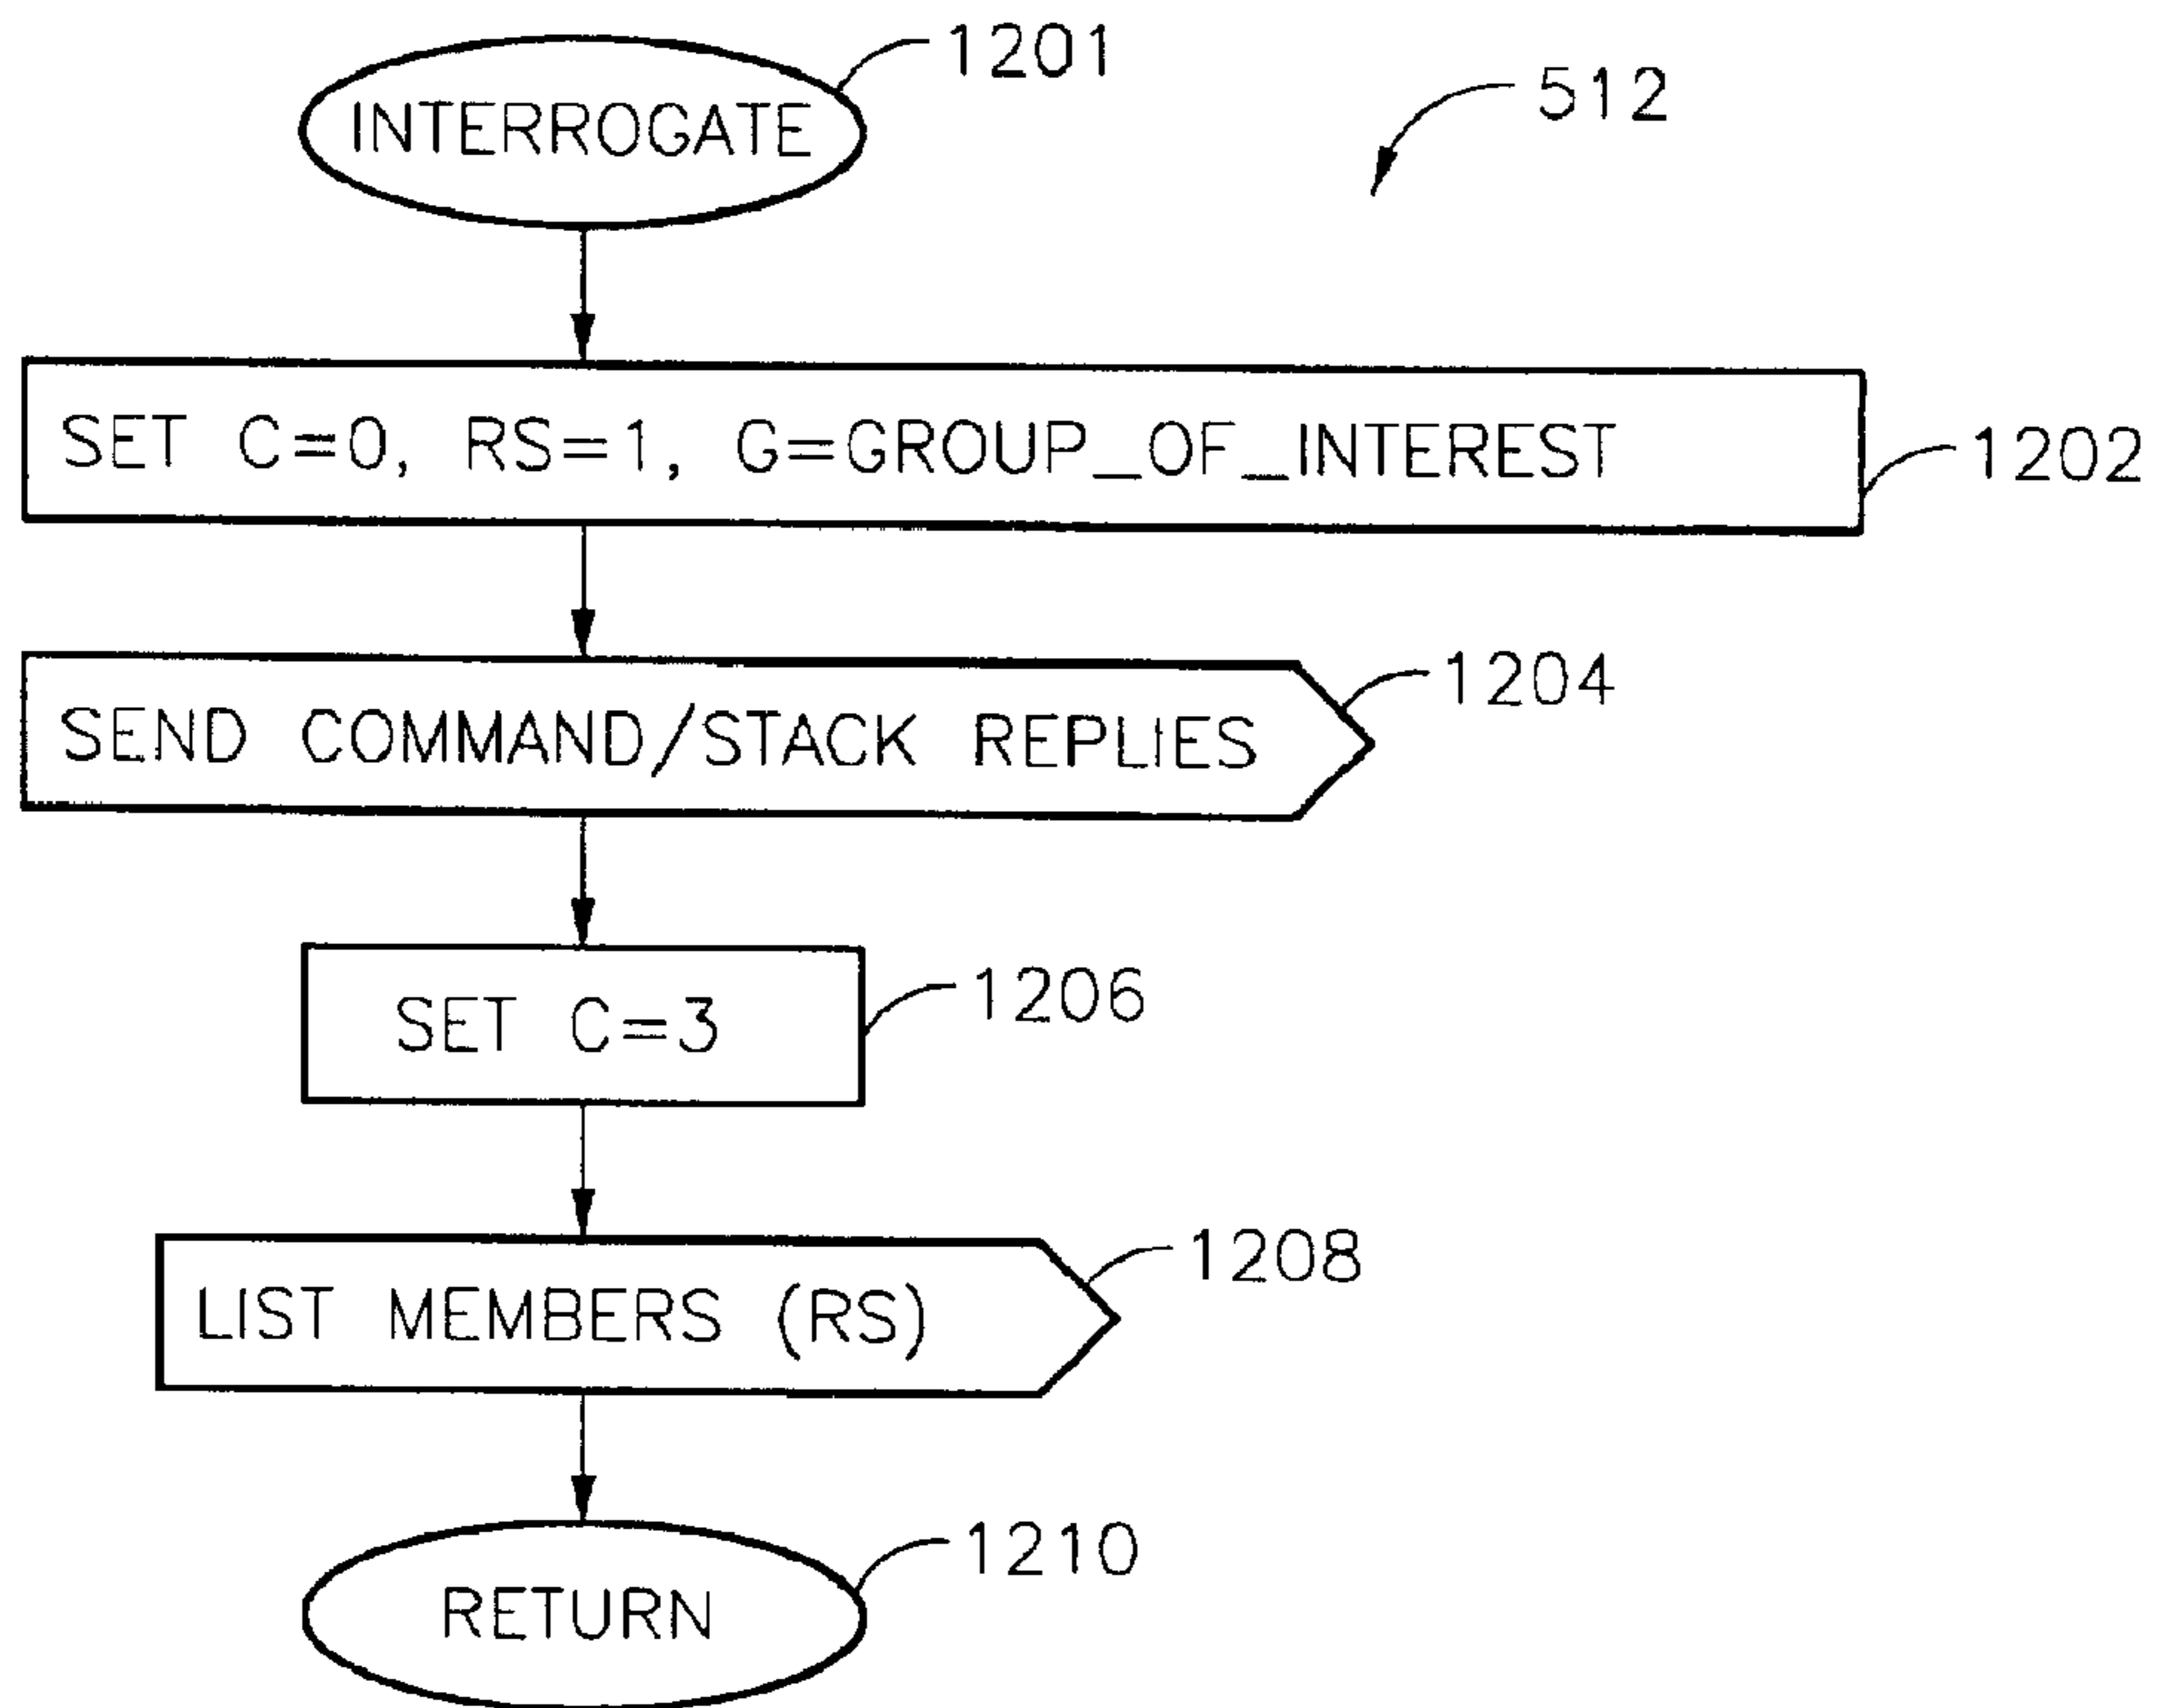 INTERROGATE
1201
512
SET C=0, RS=1, G=GROUP_OF_INTEREST
1202
SEND COMMAND/STACK REPLIES
1204
SET C=3
1206
LIST MEMBERS (RS)
1208
RETURN
1210